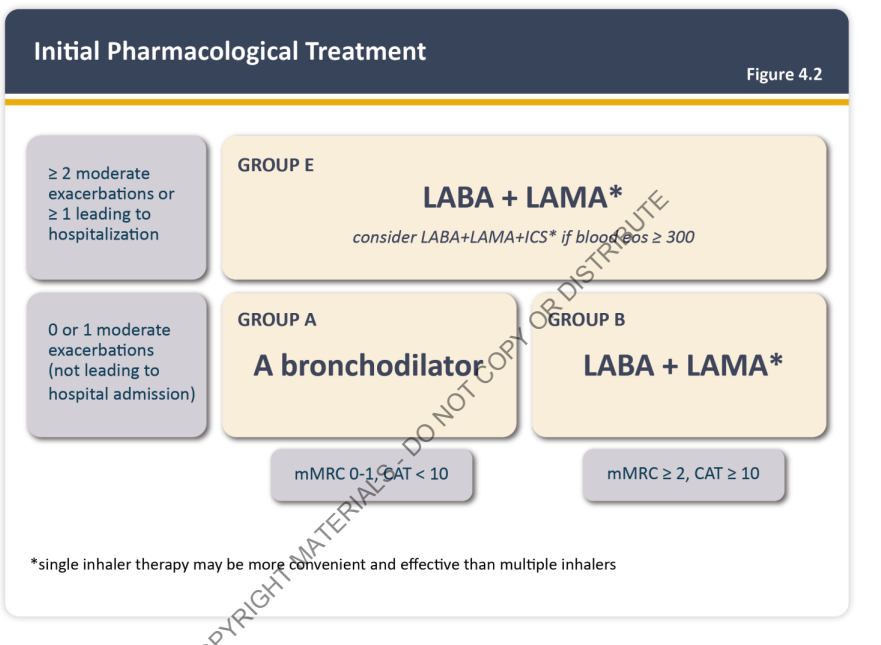 Initial Pharmacological Treatment
Figure 4.2
≥ 2 moderate
exacerbations or
≥ 1 leading to
hospitalization
GROUP E
LABA + LAMA*
consider LABA+LAMA+ICS* if blood eos ≥ 300
0 or 1 moderate
exacerbations
(not leading to
hospital admission)
GROUP A
A bronchodilator
GROUP B
LABA + LAMA*
mMRC 0-1, CAT < 10
mMRC ≥ 2, CAT ≥ 10
*single inhaler therapy may be more convenient and effective than multiple inhalers
OPYRIGHT MATERIALS - DO NOT COPY OR DISTRIBUTE